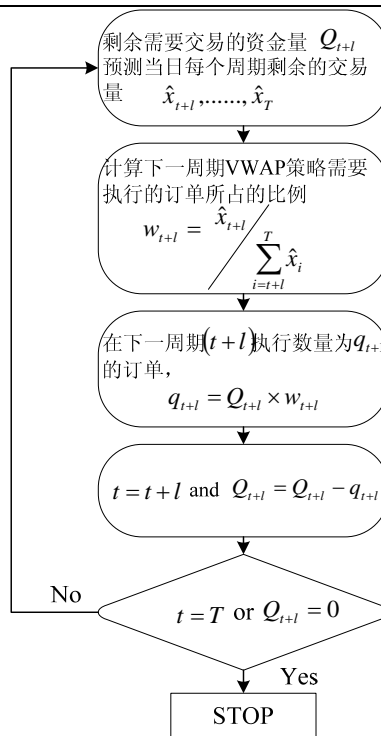 剩余需要交易的资金量 Q_{t+l}
预测当日每个周期剩余的交易
量 x̂_{t+l},......,x̂_T
计算下一周期VWAP策略需要
执行的订单所占的比例
w_{t+l} = x̂_{t+l} / \sum_{i=t+l}^{T} x̂_i
在下一周期(t+l)执行数量为q_{t+l}
的订单，
q_{t+l} = Q_{t+l} × w_{t+l}
t = t + l and Q_{t+l} = Q_{t+l} − q_{t+l}
t = T or Q_{t+l} = 0
No
Yes
STOP